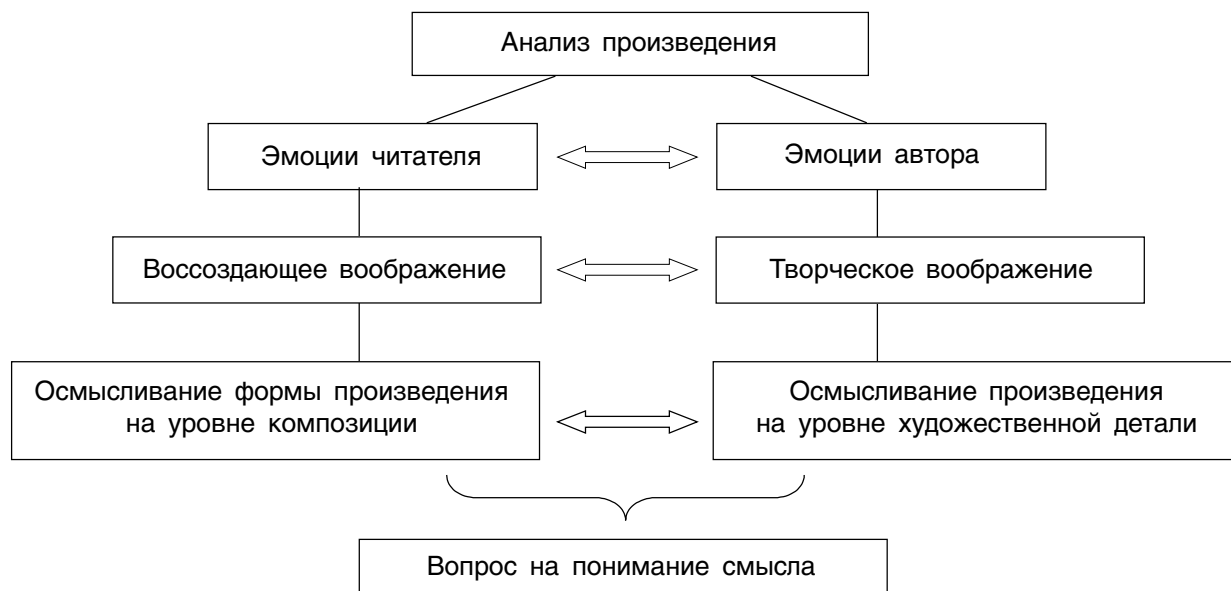 Анализ произведения
Эмоции читателя
Эмоции автора
Воссоздающее воображение
Творческое воображение
Осмысливание формы произведения
на уровне композиции
Осмысливание произведения
на уровне художественной детали
Вопрос на понимание смысла